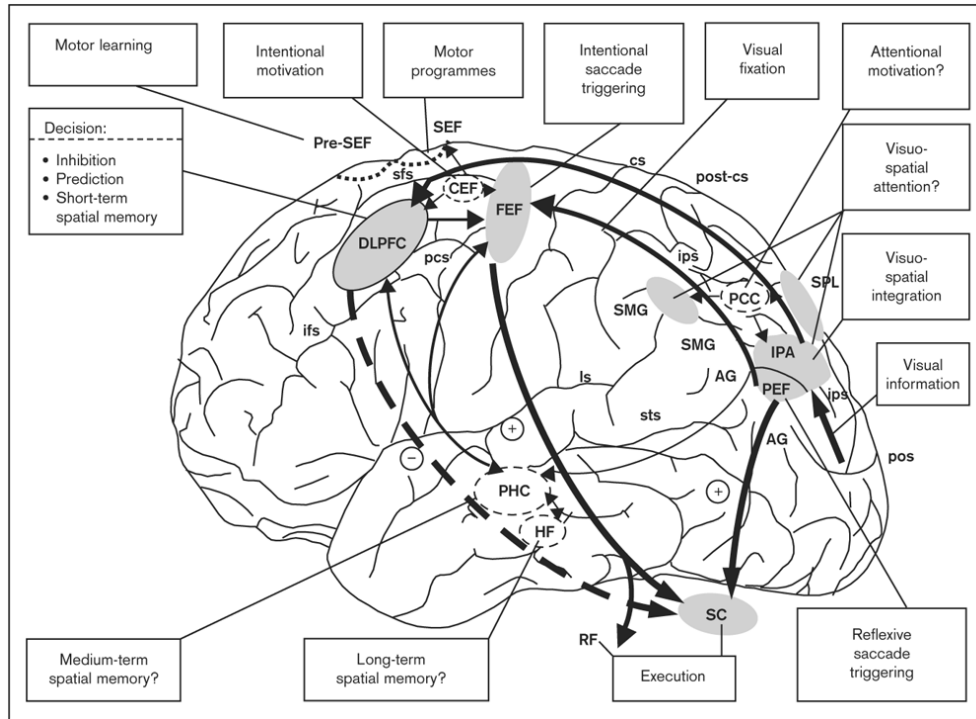 Motor learning
Intentional
motivation
Motor
programmes
Intentional
saccade
triggering
Visual
fixation
Attentional
motivation?
Decision:
• Inhibition
• Prediction
• Short-term
spatial memory
Visuo-
spatial
attention?
Visuo-
spatial
integration
Visual
information
Pre-SEF
SEF
sfs
CEF
FEF
cs
post-cs
DLPFC
pcs
ips
PCC
SPL
SMG
SMG
IPA
ifs
ls
AG
PEF
ips
sts
AG
pos
+
−
+
PHC
HF
SC
RF
Medium-term
spatial memory?
Long-term
spatial memory?
Execution
Reflexive
saccade
triggering